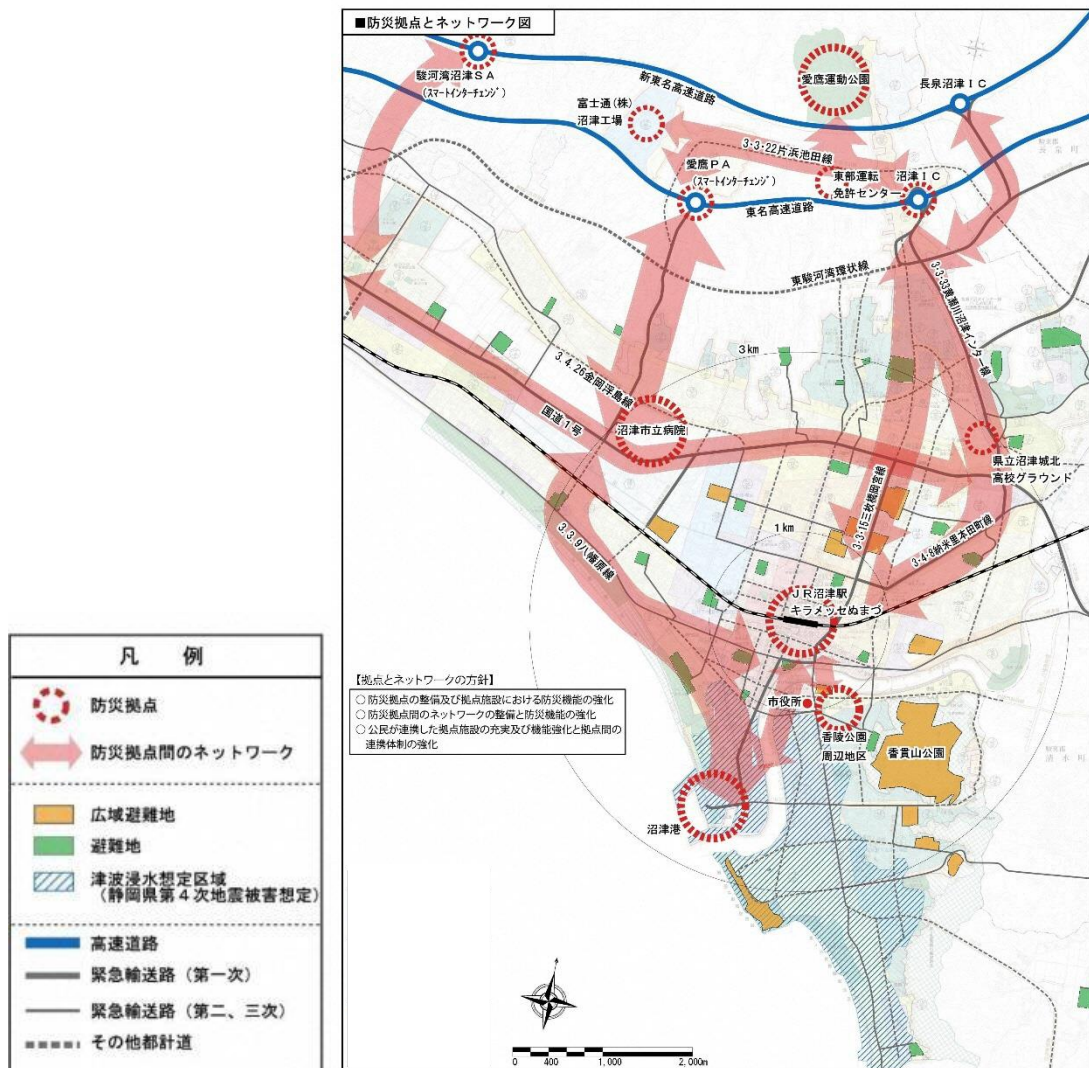 ■防災拠点とネットワーク図
駿河湾沼津SA
(スマートインターチェンジ)
新東名高速道路
愛鷹運動公園
長泉沼津IC
富士通(株)
沼津工場
3・3・22片浜池田線
愛鷹PA
(スマートインターチェンジ)
東部運転
免許センター
沼津IC
東名高速道路
東駿河湾環状線
3・3・33黄瀬川沼津インター線
3km
3.4.26金岡浮島線
国道1号
沼津市立病院
県立沼津城北
高校グラウンド
3・3・15三枚橋岡宮線
1km
3・4・8納米里本田町線
3.3.9八幡原線
JR沼津駅
キラメッセぬまづ
【拠点とネットワークの方針】
○防災拠点の整備及び拠点施設における防災機能の強化
○防災拠点間のネットワークの整備と防災機能の強化
○公民が連携した拠点施設の充実及び機能強化と拠点間の
連携体制の強化
市役所
香陵公園
周辺地区
香貫山公園
沼津港
0 400 1,000 2,000m
凡 例
防災拠点
防災拠点間のネットワーク
広域避難地
避難地
津波浸水想定区域
(静岡県第4次地震被害想定)
高速道路
緊急輸送路(第一次)
緊急輸送路(第二、三次)
その他都計道